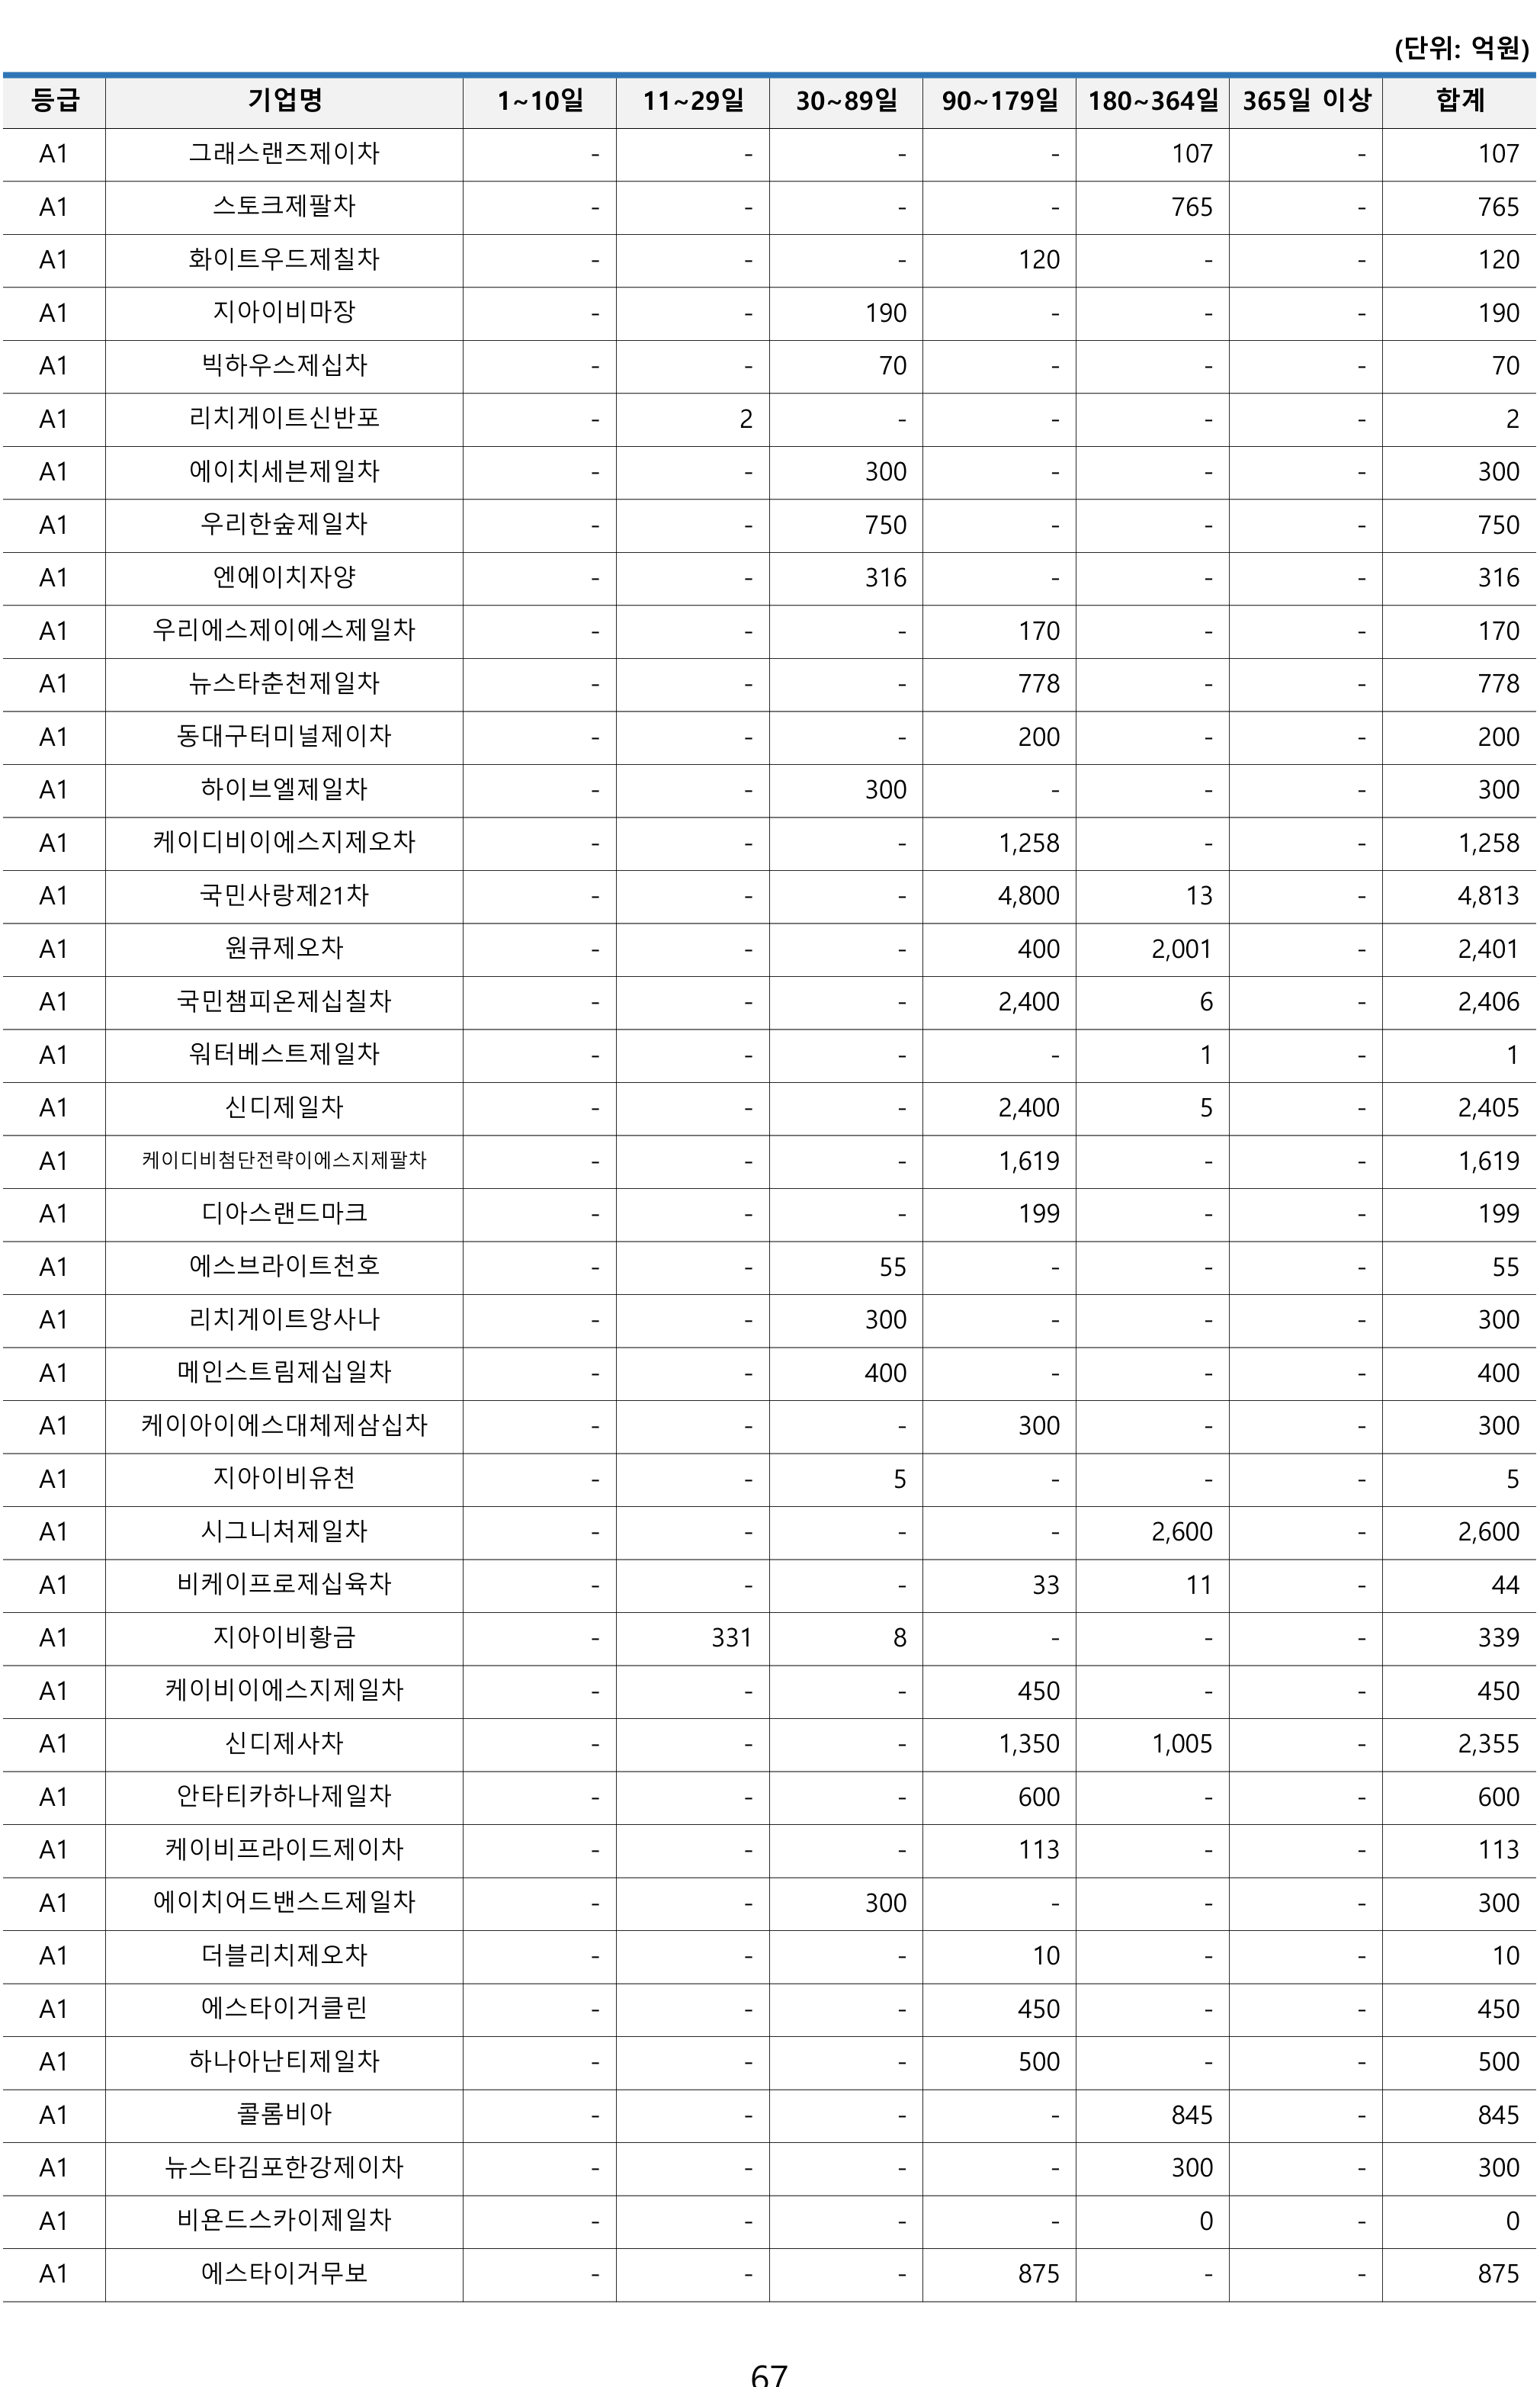 (단위: 억원)
등급 기업명 1~10일 11~29일 30~89일 90~179일 180~364일 365일 이상 합계
A1 그래스랜즈제이차 - - - - 107 - 107
A1 스토크제팔차 - - - - 765 - 765
A1 화이트우드제칠차 - - - 120 - - 120
A1 지아이비마장 - - 190 - - - 190
A1 빅하우스제십차 - - 70 - - - 70
A1 리치게이트신반포 - 2 - - - - 2
A1 에이치세븐제일차 - - 300 - - - 300
A1 우리한숲제일차 - - 750 - - - 750
A1 엔에이치자양 - - 316 - - - 316
A1 우리에스제이에스제일차 - - - 170 - - 170
A1 뉴스타춘천제일차 - - - 778 - - 778
A1 동대구터미널제이차 - - - 200 - - 200
A1 하이브엘제일차 - - 300 - - - 300
A1 케이디비이에스지제오차 - - - 1,258 - - 1,258
A1 국민사랑제21차 - - - 4,800 13 - 4,813
A1 원큐제오차 - - - 400 2,001 - 2,401
A1 국민챔피온제십칠차 - - - 2,400 6 - 2,406
A1 워터베스트제일차 - - - - 1 - 1
A1 신디제일차 - - - 2,400 5 - 2,405
A1 케이디비첨단전략이에스지제팔차 - - - 1,619 - - 1,619
A1 디아스랜드마크 - - - 199 - - 199
A1 에스브라이트천호 - - 55 - - - 55
A1 리치게이트앙사나 - - 300 - - - 300
A1 메인스트림제십일차 - - 400 - - - 400
A1 케이아이에스대체제삼십차 - - - 300 - - 300
A1 지아이비유천 - - 5 - - - 5
A1 시그니처제일차 - - - - 2,600 - 2,600
A1 비케이프로제십육차 - - - 33 11 - 44
A1 지아이비황금 - 331 8 - - - 339
A1 케이비이에스지제일차 - - - 450 - - 450
A1 신디제사차 - - - 1,350 1,005 - 2,355
A1 안타티카하나제일차 - - - 600 - - 600
A1 케이비프라이드제이차 - - - 113 - - 113
A1 에이치어드밴스드제일차 - - 300 - - - 300
A1 더블리치제오차 - - - 10 - - 10
A1 에스타이거클린 - - - 450 - - 450
A1 하나아난티제일차 - - - 500 - - 500
A1 콜롬비아 - - - - 845 - 845
A1 뉴스타김포한강제이차 - - - - 300 - 300
A1 비욘드스카이제일차 - - - - 0 - 0
A1 에스타이거무보 - - - 875 - - 875
67